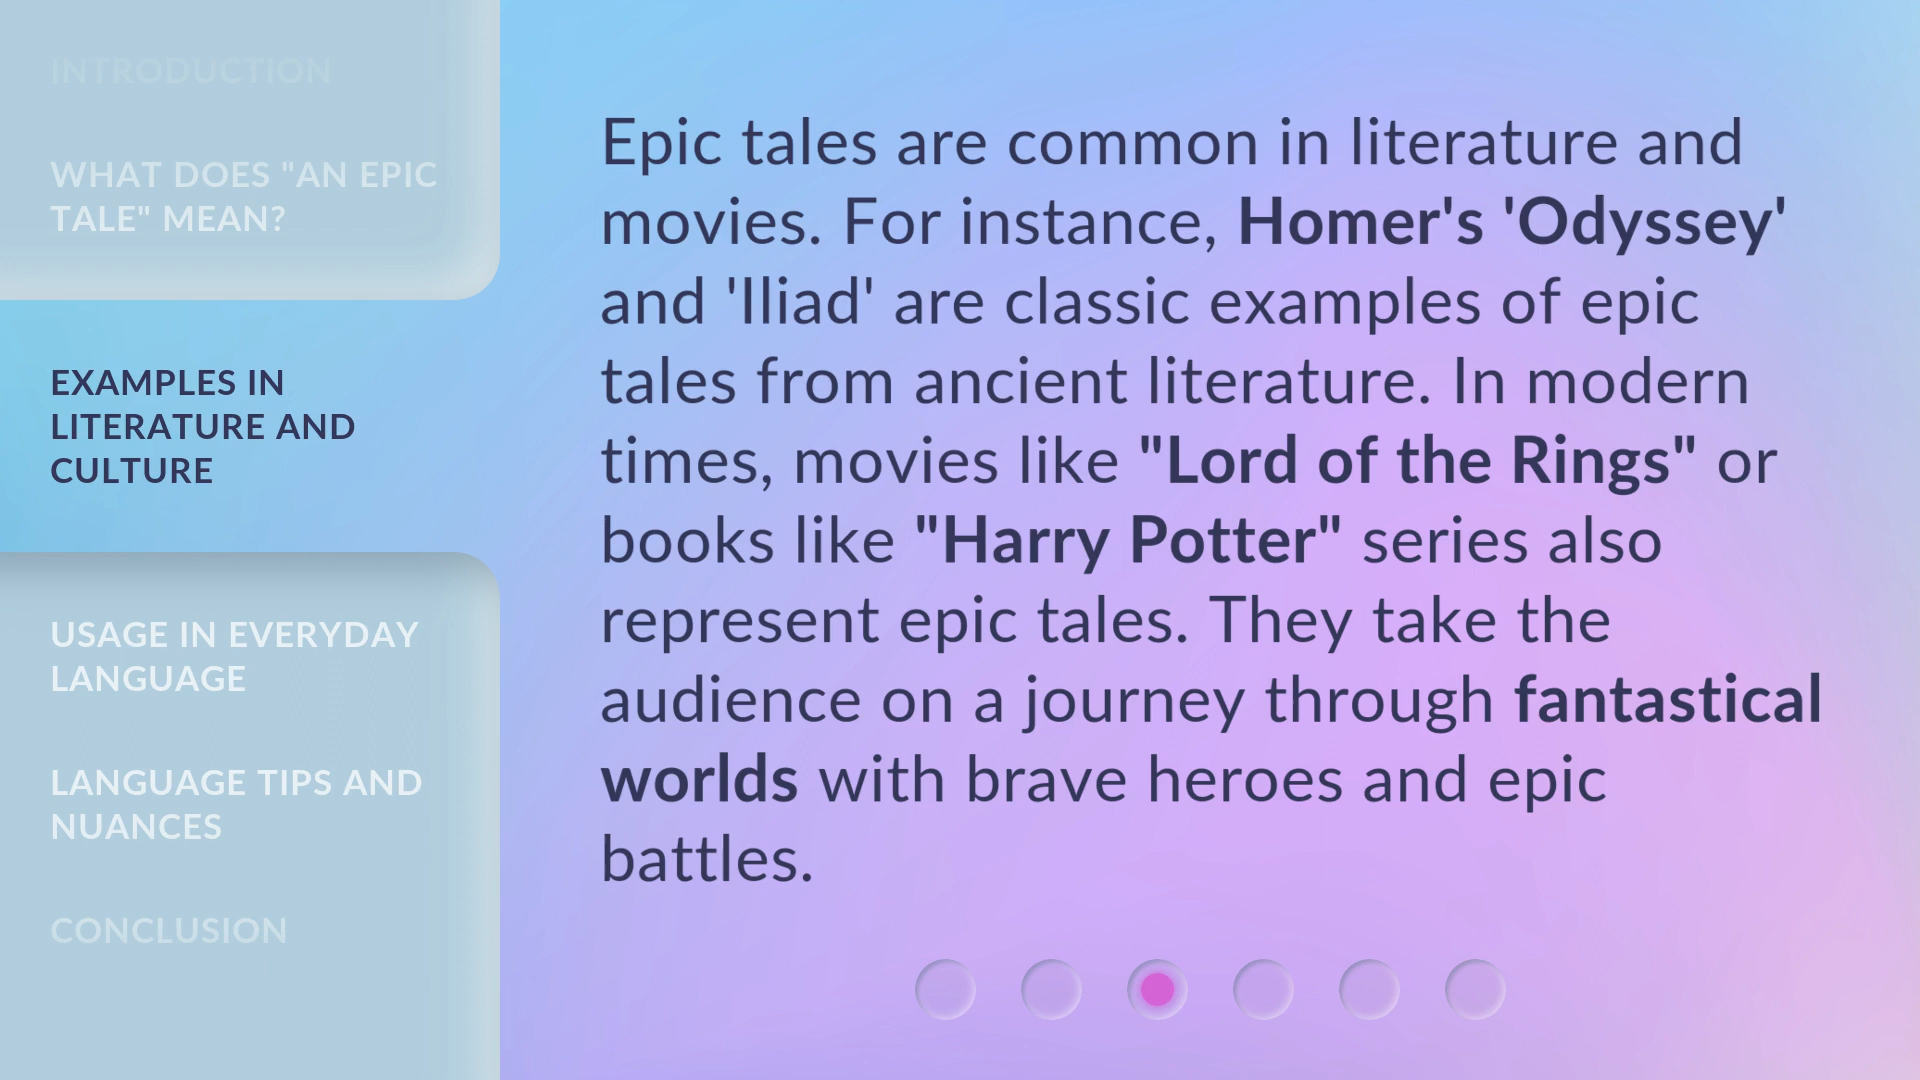 INTRODUCTION
WHAT DOES "AN EPIC
TALE" MEAN?
EXAMPLES IN
LITERATURE AND
CULTURE
USAGE IN EVERYDAY
LANGUAGE
LANGUAGE TIPS AND
NUANCES
CONCLUSION
Epic tales are common in literature and
movies. For instance, Homer's 'Odyssey'
and 'Iliad' are classic examples of epic
tales from ancient literature. In modern
times, movies like "Lord of the Rings" or
books like "Harry Potter" series also
represent epic tales. They take the
audience on a journey through fantastical
worlds with brave heroes and epic
battles.